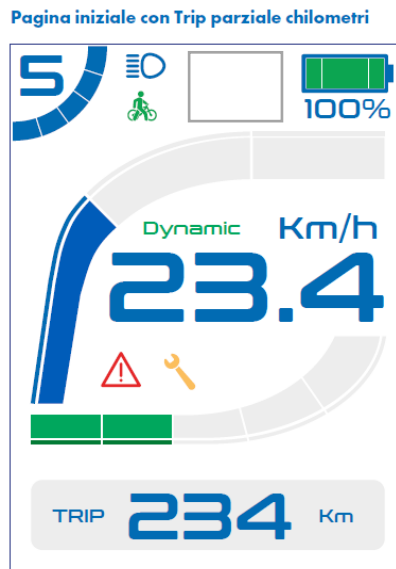 Pagina iniziale con Trip parziale chilometri
5
100%
Dynamic Km/h
23.4
TRIP 234 Km